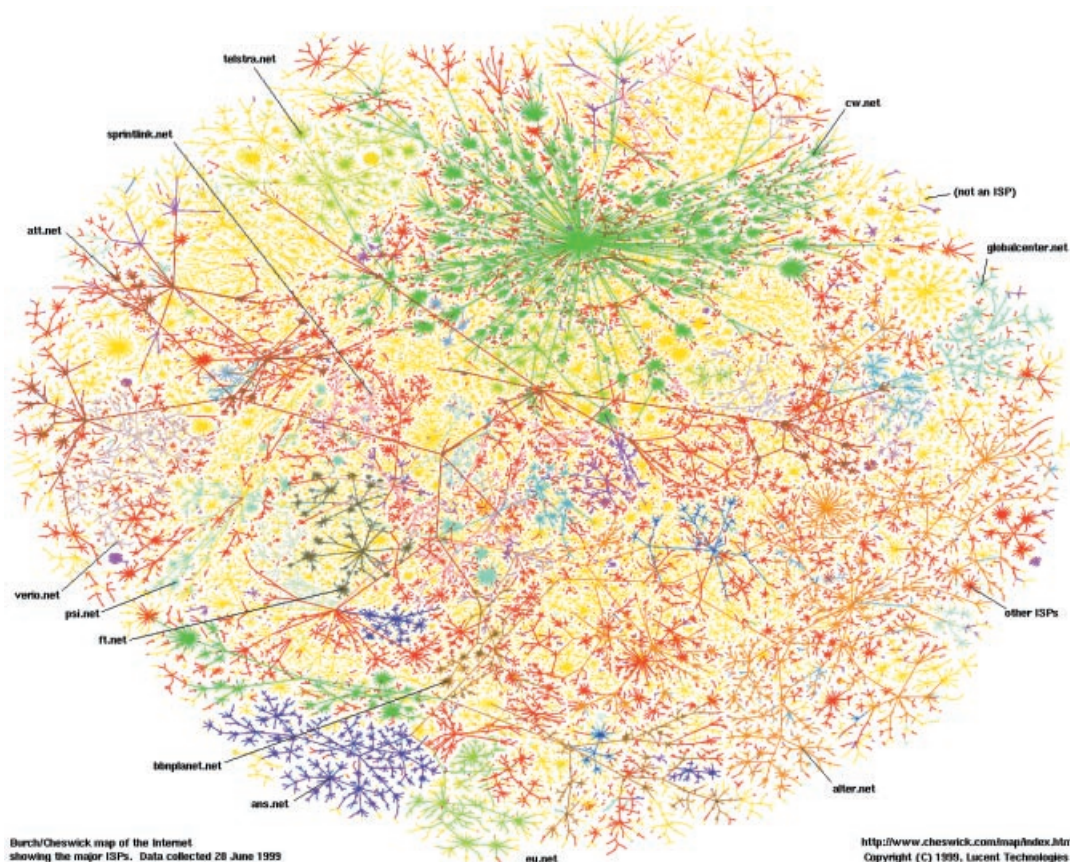 telstra.net
cw.net
sprintlink.net
(not an ISP)
att.net
globalcenter.net
verio.net
psi.net
other ISPs
ft.net
bbnplanet.net
alter.net
ans.net
Burch/Cheswick map of the Internet
showing the major ISPs. Data collected 28 June 1999
eu.net
http://www.cheswick.com/map/index.htm
Copyright (C) 1999, Lucent Technologies